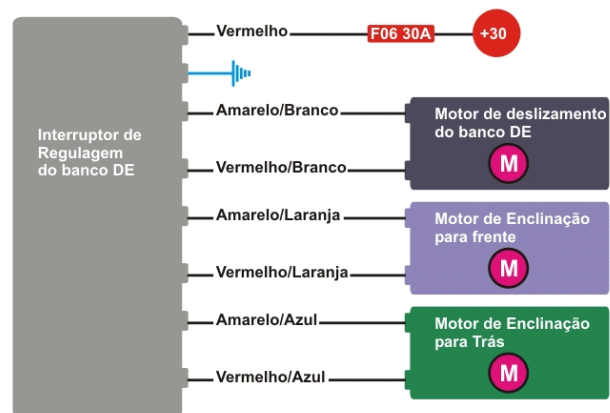 Vermelho
F06 30A
+30
Interruptor de
Regulagem
do banco DE
Amarelo/Branco
Vermelho/Branco
Motor de deslizamento
do banco DE
M
Amarelo/Laranja
Vermelho/Laranja
Motor de Enclinação
para frente
M
Amarelo/Azul
Vermelho/Azul
Motor de Enclinação
para Trás
M